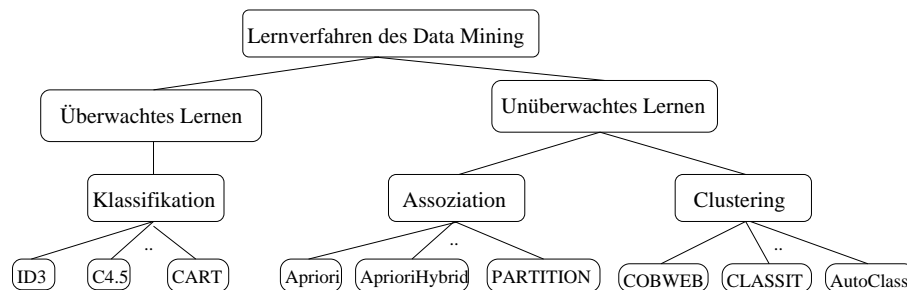 Lernverfahren des Data Mining
Überwachtes Lernen
Unüberwachtes Lernen
Klassifikation
Assoziation
Clustering
..
..
..
ID3
C4.5
CART
Apriori
AprioriHybrid
PARTITION
COBWEB
CLASSIT
AutoClass